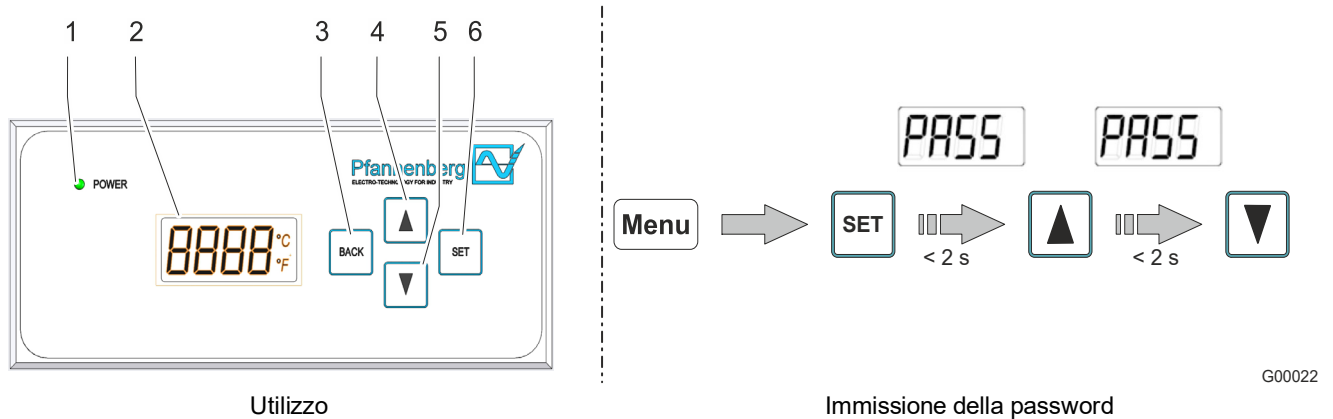 1 2 3 4 5 6
POWER
Pfannenberg
ELECTRO-TECHNOLOGY FOR INDUSTRY
8888 °C
°F
BACK
SET
PASS PASS
Menu SET
< 2 s < 2 s
G00022
Utilizzo
Immissione della password